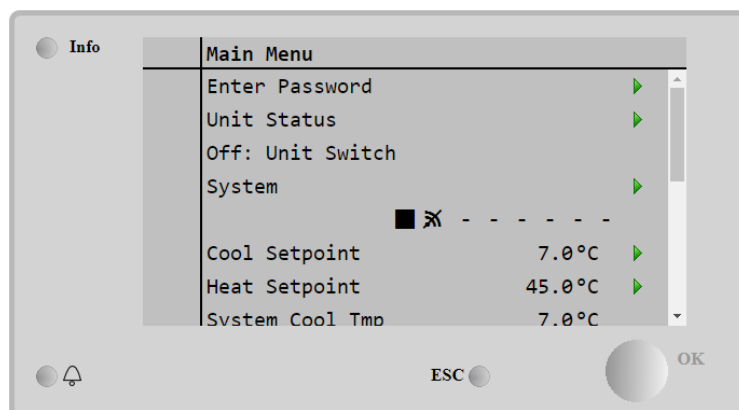 Info
Main Menu
Enter Password
Unit Status
Off: Unit Switch
System
- - - - - -
Cool Setpoint 7.0°C
Heat Setpoint 45.0°C
System Cool Tmp 7.0°C
ESC
OK